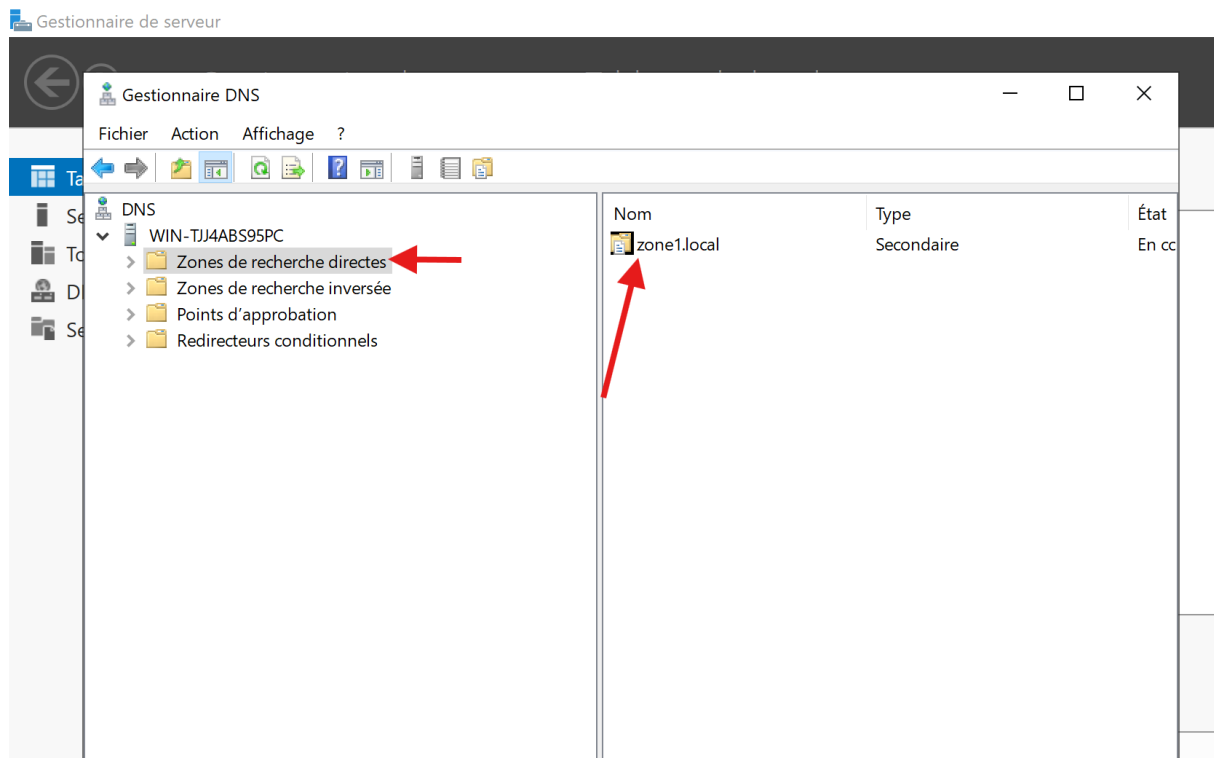 Gestionnaire de serveur
Gestionnaire DNS
Fichier Action Affichage ?
DNS
WIN-TJJ4ABS95PC
Zones de recherche directes
Zones de recherche inversée
Points d'approbation
Redirecteurs conditionnels
Nom Type État
zone1.local Secondaire En